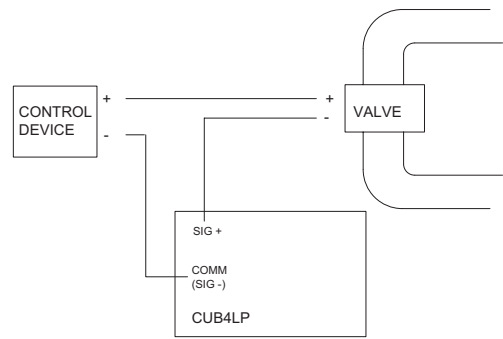 CONTROL
DEVICE
+
-
+
-
VALVE
SIG +
COMM
(SIG -)
CUB4LP